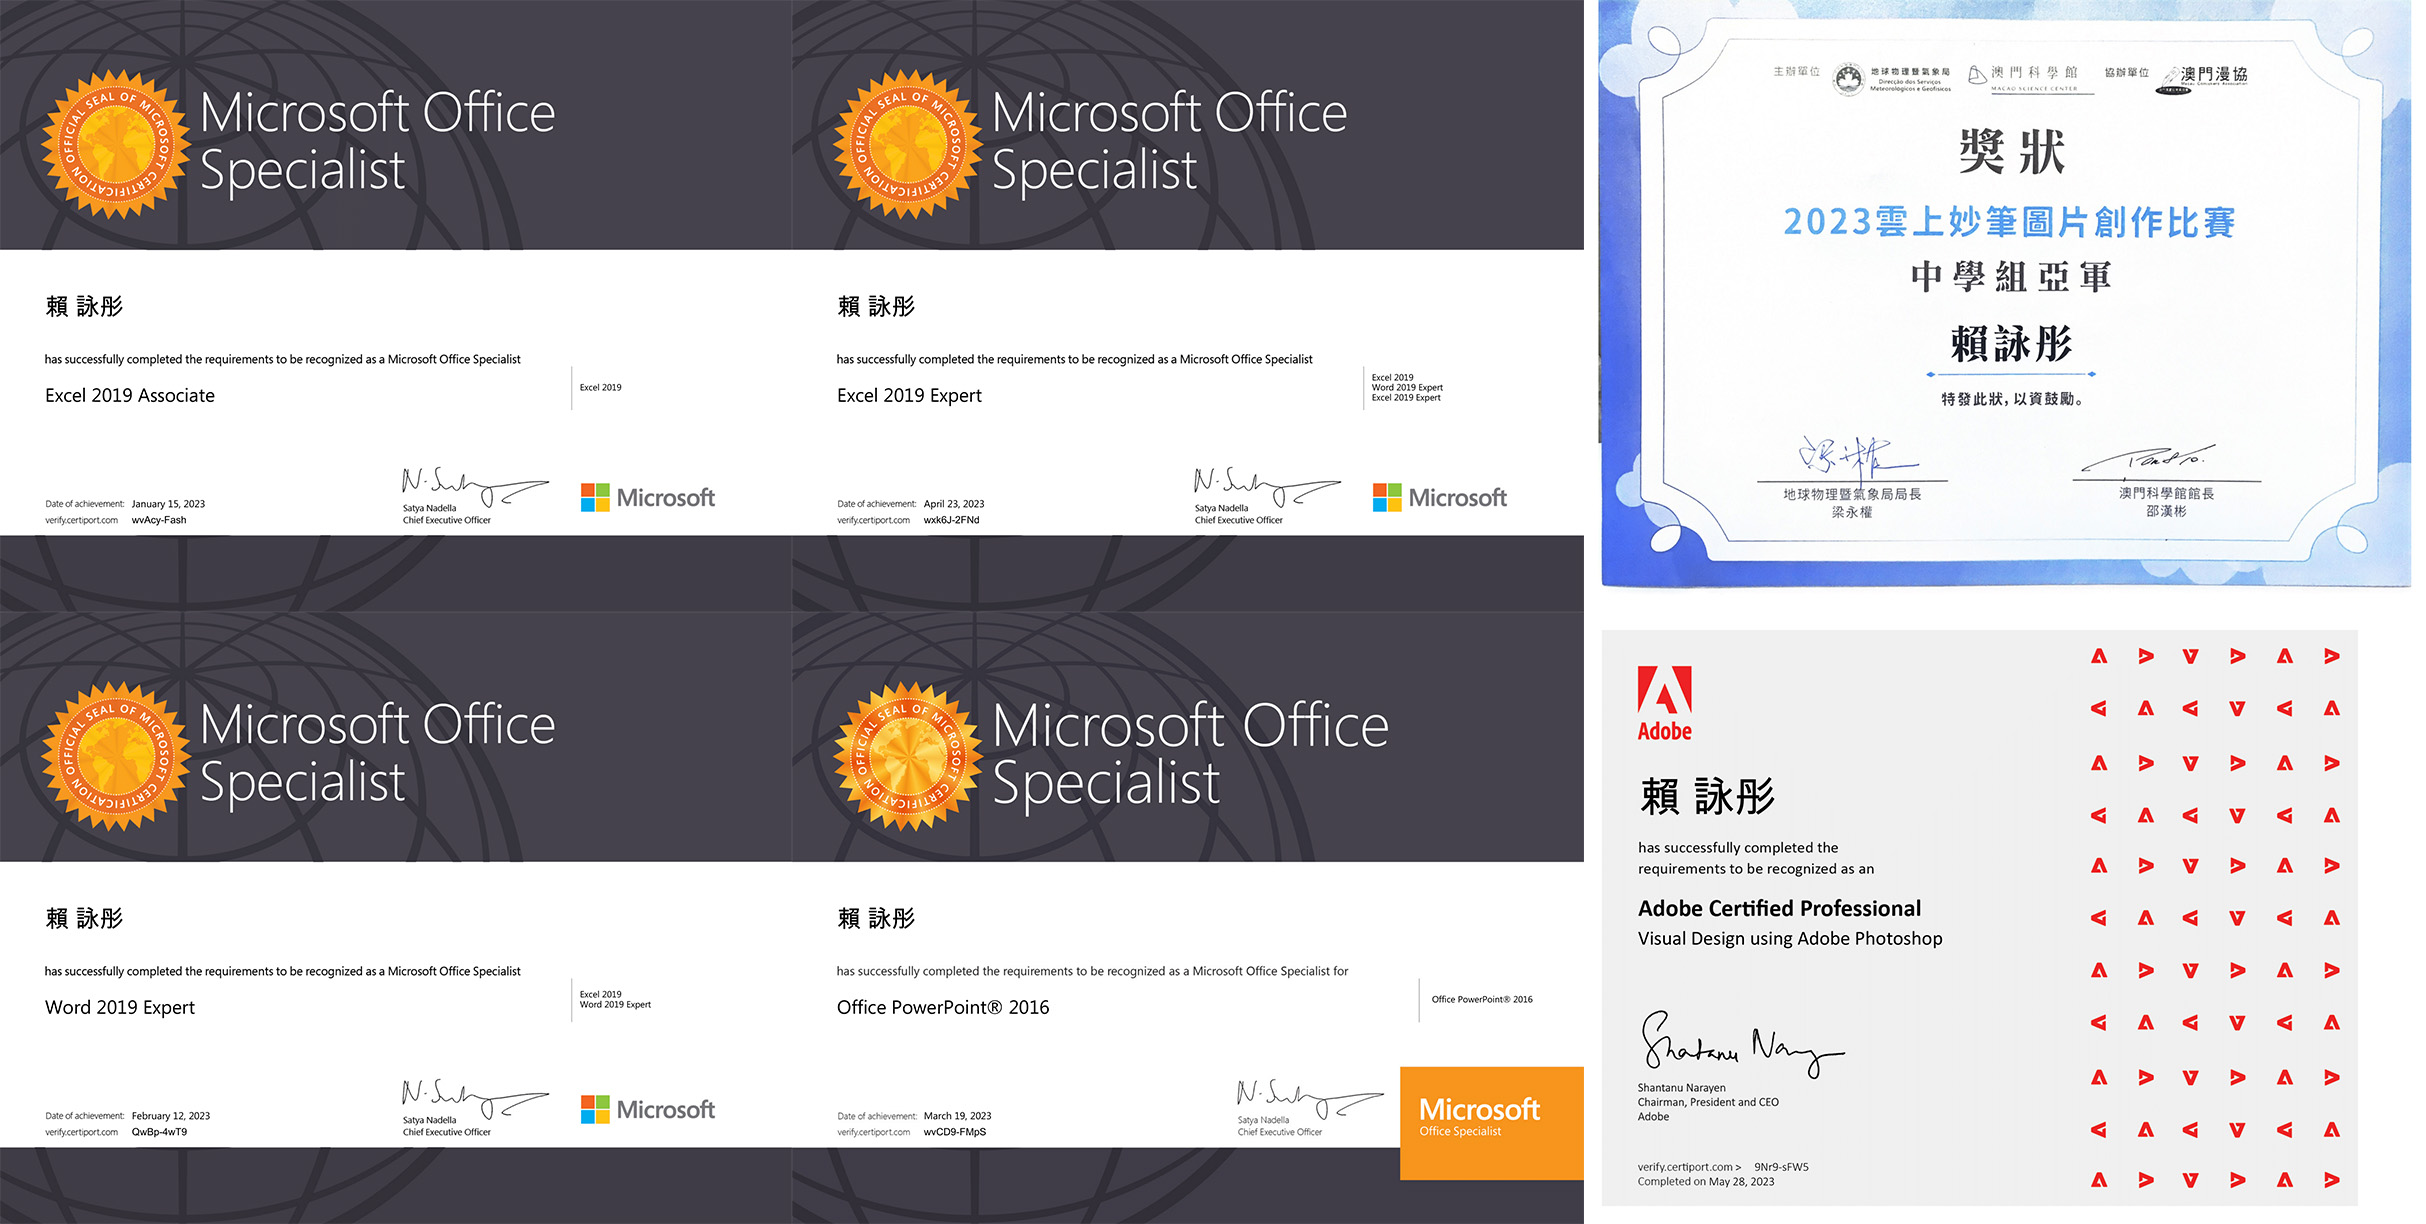 OFFICIAL SEAL OF MICROSOFT CERTIFICATION
Microsoft Office
Specialist
賴 詠彤
has successfully completed the requirements to be recognized as a Microsoft Office Specialist
Excel 2019 Associate
Excel 2019
Date of achievement: January 15, 2023
verify.certiport.com wvAcy-Fash
Satya Nadella
Chief Executive Officer
Microsoft
OFFICIAL SEAL OF MICROSOFT CERTIFICATION
Microsoft Office
Specialist
賴 詠彤
has successfully completed the requirements to be recognized as a Microsoft Office Specialist
Excel 2019 Expert
Excel 2019
Word 2019 Expert
Excel 2019 Expert
Date of achievement: April 23, 2023
verify.certiport.com wxk6J-2FNd
Satya Nadella
Chief Executive Officer
Microsoft
主辦單位
地球物理暨氣象局
Direcção dos Serviços
Meteorológicos e Geofísicos
澳門科學館
MACAO SCIENCE CENTER
協辦單位
澳門漫協
獎狀
2023雲上妙筆圖片創作比賽
中學組亞軍
賴詠彤
特發此狀，以資鼓勵。
地球物理暨氣象局局長
梁永權
澳門科學館館長
邵漢彬
OFFICIAL SEAL OF MICROSOFT CERTIFICATION
Microsoft Office
Specialist
賴 詠彤
has successfully completed the requirements to be recognized as a Microsoft Office Specialist
Word 2019 Expert
Excel 2019
Word 2019 Expert
Date of achievement: February 12, 2023
verify.certiport.com QwBp-4wT9
Satya Nadella
Chief Executive Officer
Microsoft
OFFICIAL SEAL OF MICROSOFT CERTIFICATION
Microsoft Office
Specialist
賴 詠彤
has successfully completed the requirements to be recognized as a Microsoft Office Specialist for
Office PowerPoint® 2016
Office PowerPoint® 2016
Date of achievement: March 19, 2023
verify.certiport.com wvCD9-FMpS
Satya Nadella
Chief Executive Officer
Microsoft
Office Specialist
Adobe
賴 詠彤
has successfully completed the
requirements to be recognized as an
Adobe Certified Professional
Visual Design using Adobe Photoshop
Shantanu Narayen
Chairman, President and CEO
Adobe
verify.certiport.com > 9Nr9-sFW5
Completed on May 28, 2023